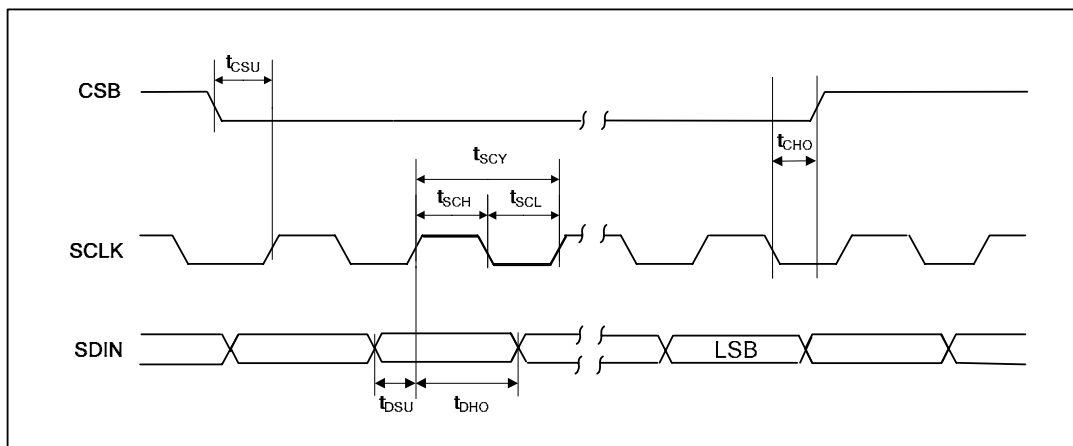 tCSU
CSB
tCHO
tSCY
tSCH tSCL
SCLK
SDIN LSB
tDSU tDHO